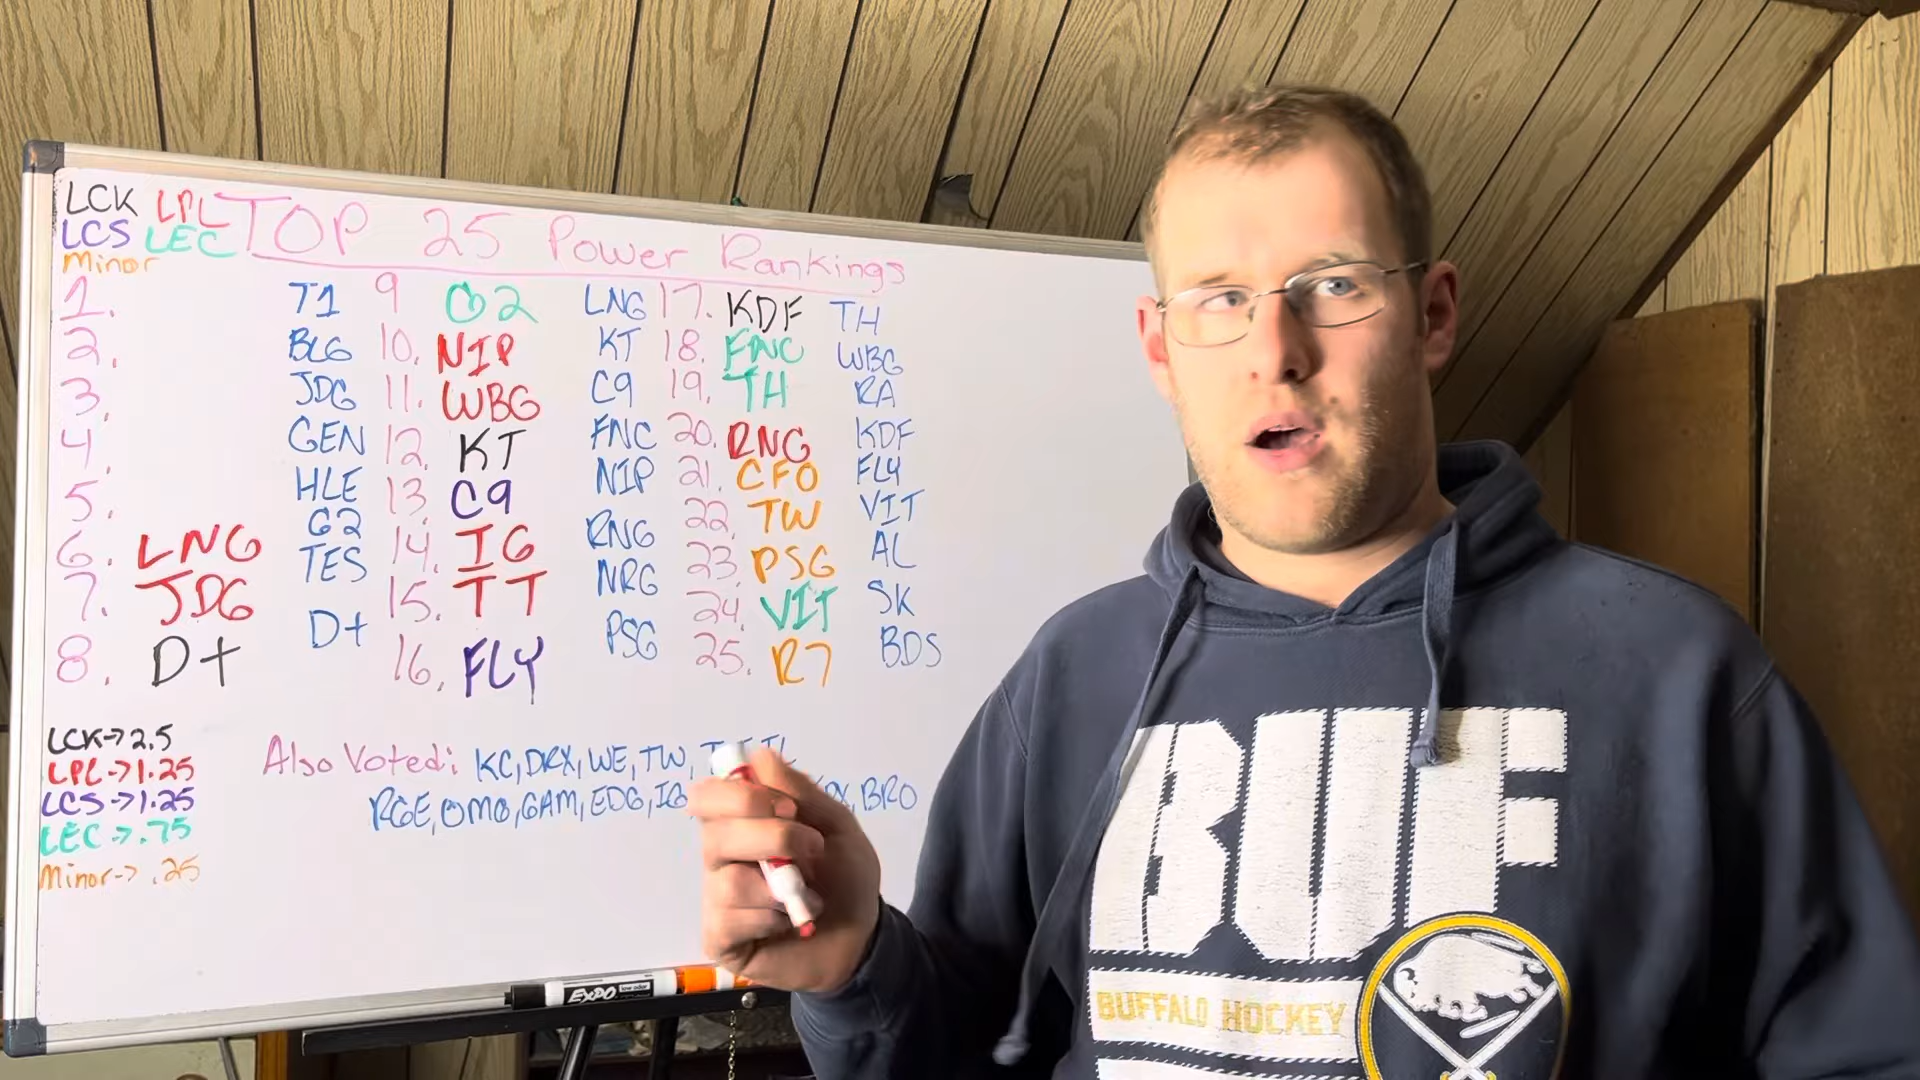 LCK LPL TOP 25 Power Rankings
LCS LEC
Minor
1. T1 9 G2 LNG 17. KDF TH
2. BLG 10. NIP KT 18. FNC WBG
3. JDG 11. WBG C9 19. TH RA
4. GEN 12. KT FNC 20. RNG KDF
5. HLE 13. C9 NIP 21. CFO FLY
G2 22. TW VIT
6. LNG TES 14. IG RNG 23. PSG AL
7. JDG 15. TT NRG 24. VIT SK
8. D+ D+ 16. FLY PSG 25. R7 BDS
LCK→2.5
LPL→1.25
LCS→1.25
LEC→.75
Minor→.25
Also Voted: KC, DRX, WE, TW,
RGE, OMG, GAM, EDG, IG BRO
EXPO low odor
BUF
BUFFALO HOCKEY